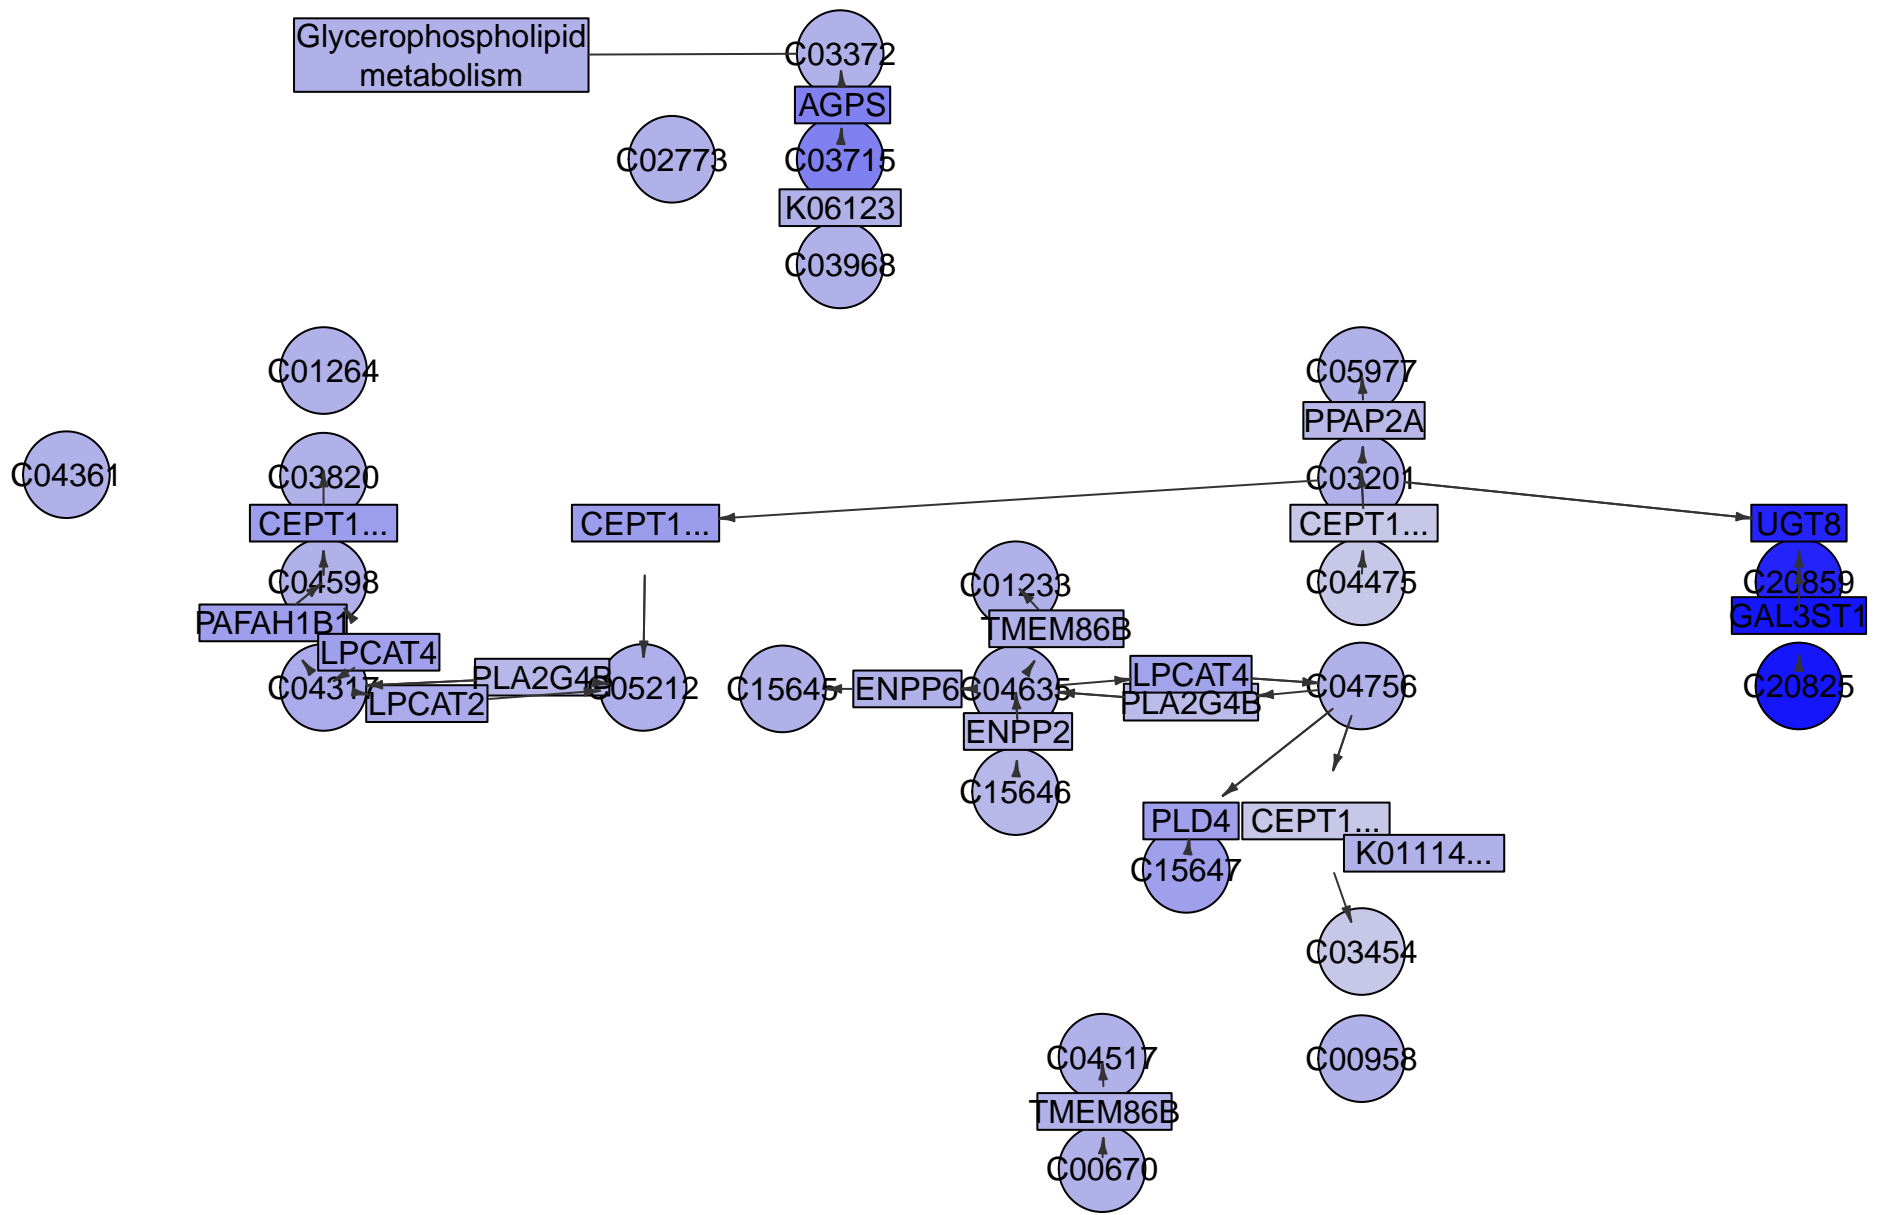 Glycerophospholipid
metabolism
C03372
AGPS
C02773
C03715
K06123
C03968
C01264
C05977
PPAP2A
C04361
C03820
C03201
CEPT1...
CEPT1...
CEPT1...
UGT8
C04598
C01233
C04475
C20859
PAFAH1B1
TMEM86B
GAL3ST1
LPCAT4
PLA2G4B
LPCAT4
C04317
C05212
C15645
ENPP6
C04635
C04756
C20825
LPCAT2
PLA2G4B
ENPP2
C15646
PLD4
CEPT1...
K01114...
C15647
C03454
C04517
C00958
TMEM86B
C00670